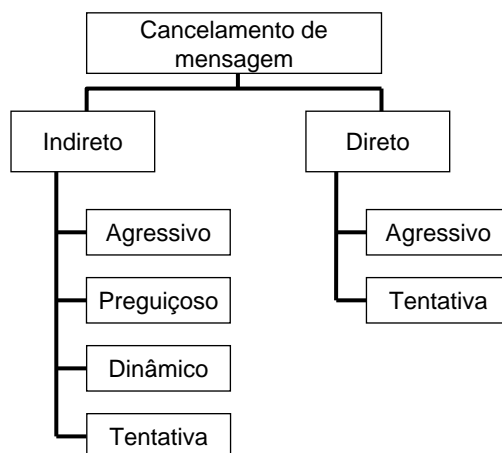 Cancelamento de
mensagem
Indireto
Direto
Agressivo
Agressivo
Preguiçoso
Tentativa
Dinâmico
Tentativa